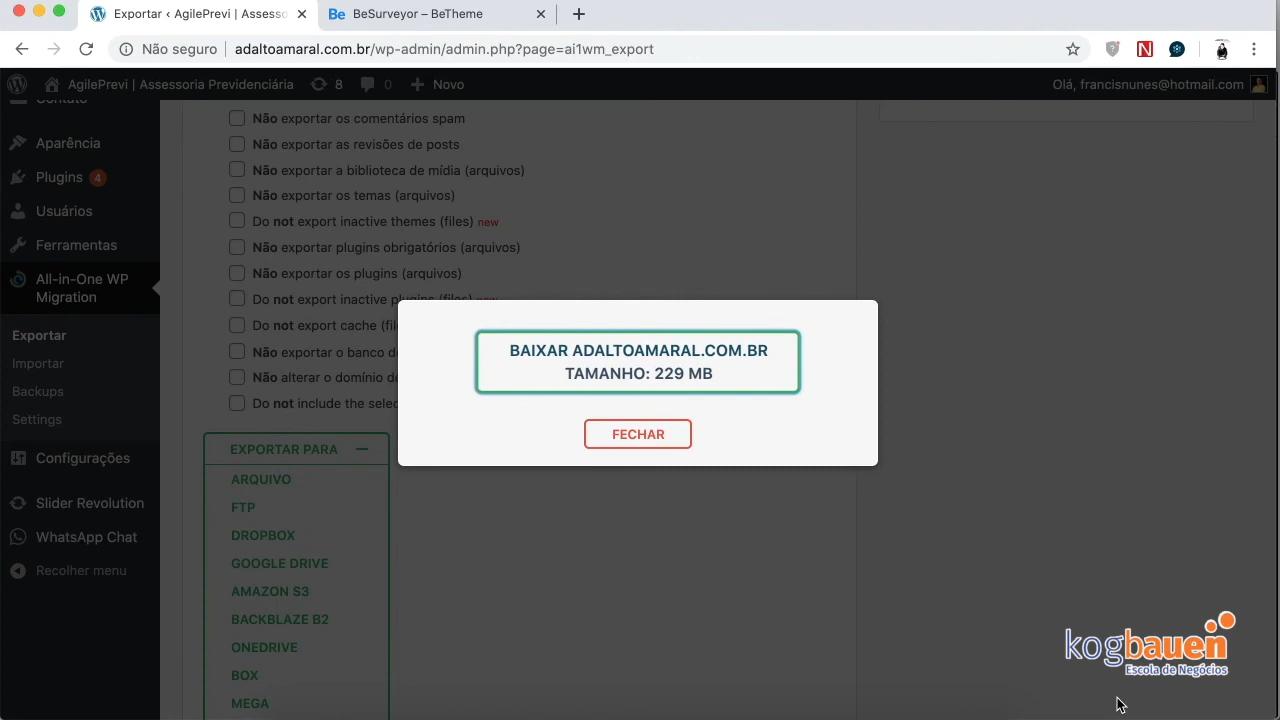 Exportar ‹ AgilePrevi | Assesso
BeSurveyor – BeTheme
Não seguro
adaltoamaral.com.br/wp-admin/admin.php?page=ai1wm_export
AgilePrevi | Assessoria Previdenciária
8
0
Novo
Olá, francisnunes@hotmail.com
Contato
Aparência
Plugins 4
Usuários
Ferramentas
All-in-One WP
Migration
Exportar
Importar
Backups
Settings
Configurações
Slider Revolution
WhatsApp Chat
Recolher menu
Não exportar os comentários spam
Não exportar as revisões de posts
Não exportar a biblioteca de mídia (arquivos)
Não exportar os temas (arquivos)
Do not export inactive themes (files) new
Não exportar plugins obrigatórios (arquivos)
Não exportar os plugins (arquivos)
Do not export inactive plugins (files) new
Do not export cache (fil
Não exportar o banco d
Não alterar o domínio d
Do not include the selec
BAIXAR ADALTOAMARAL.COM.BR
TAMANHO: 229 MB
FECHAR
EXPORTAR PARA
ARQUIVO
FTP
DROPBOX
GOOGLE DRIVE
AMAZON S3
BACKBLAZE B2
ONEDRIVE
BOX
MEGA
kogbauen
Escola de Negócios